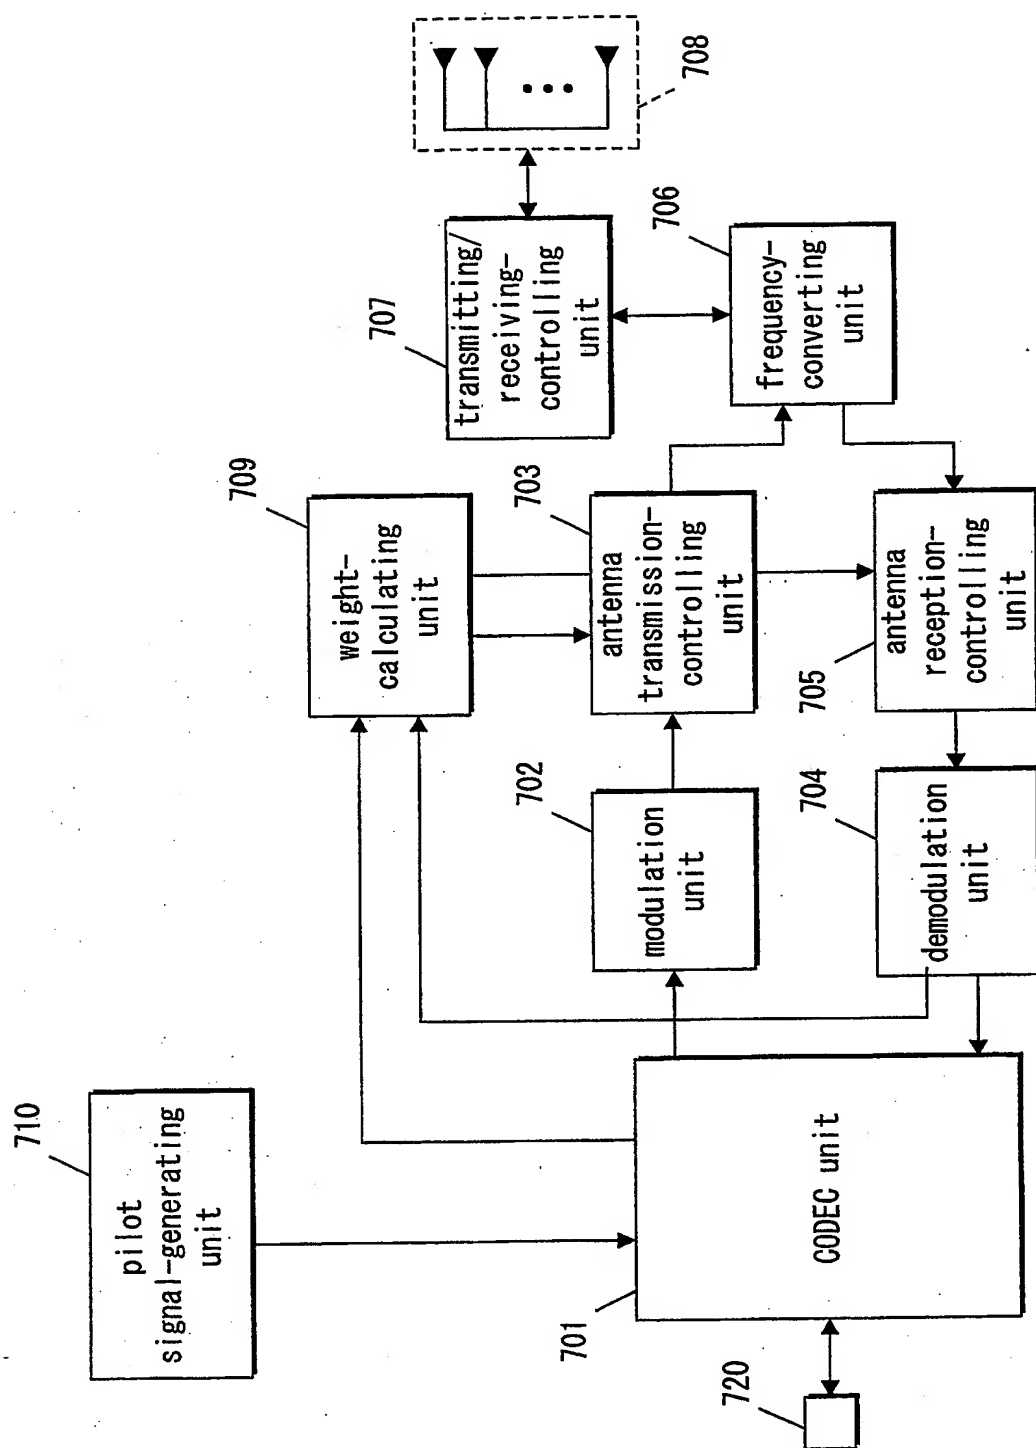 710
pilot
signal-generating
unit
709
weight-
calculating
unit
707
transmitting/
receiving-
controlling
unit
708
702
modulation
unit
703
antenna
transmission-
controlling
unit
706
frequency-
converting
unit
701
CODEC unit
704
demodulation
unit
705
antenna
reception-
controlling
unit
720